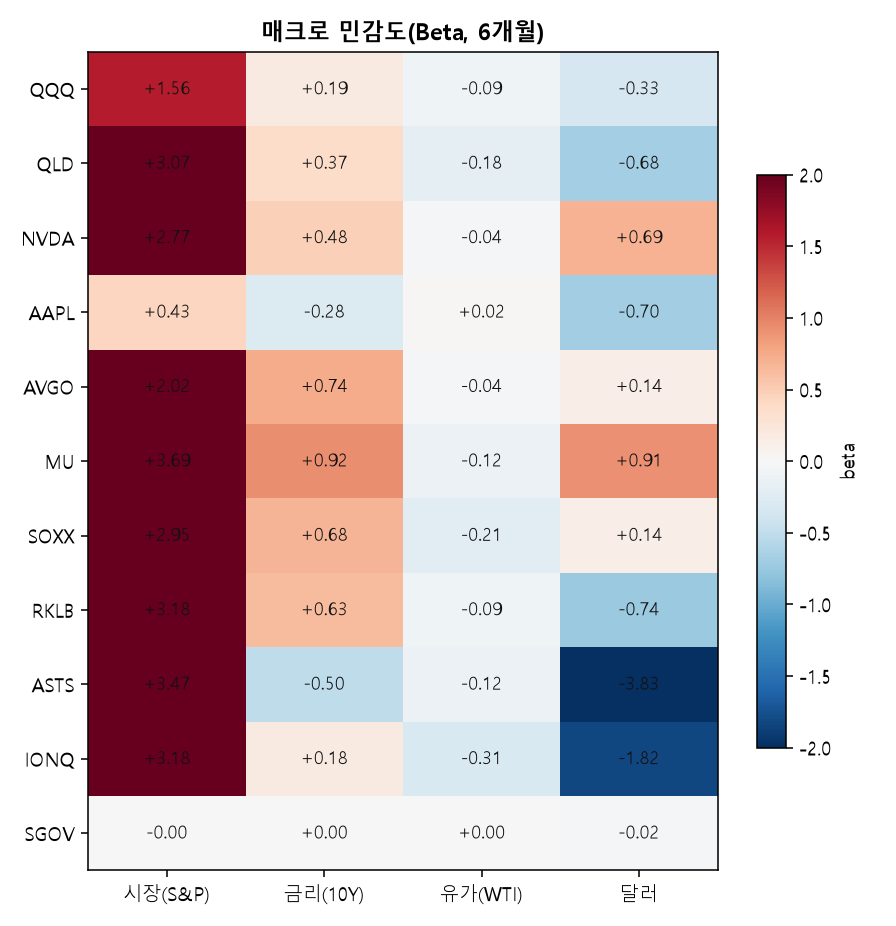 매크로 민감도(Beta, 6개월)
QQQ +1.56 +0.19 -0.09 -0.33
QLD +3.07 +0.37 -0.18 -0.68
NVDA +2.77 +0.48 -0.04 +0.69
AAPL +0.43 -0.28 +0.02 -0.70
AVGO +2.02 +0.74 -0.04 +0.14
MU +3.69 +0.92 -0.12 +0.91
SOXX +2.95 +0.68 -0.21 +0.14
RKLB +3.18 +0.63 -0.09 -0.74
ASTS +3.47 -0.50 -0.12 -3.83
IONQ +3.18 +0.18 -0.31 -1.82
SGOV -0.00 +0.00 +0.00 -0.02
시장(S&P) 금리(10Y) 유가(WTI) 달러
2.0
1.5
1.0
0.5
0.0
-0.5
-1.0
-1.5
-2.0
beta